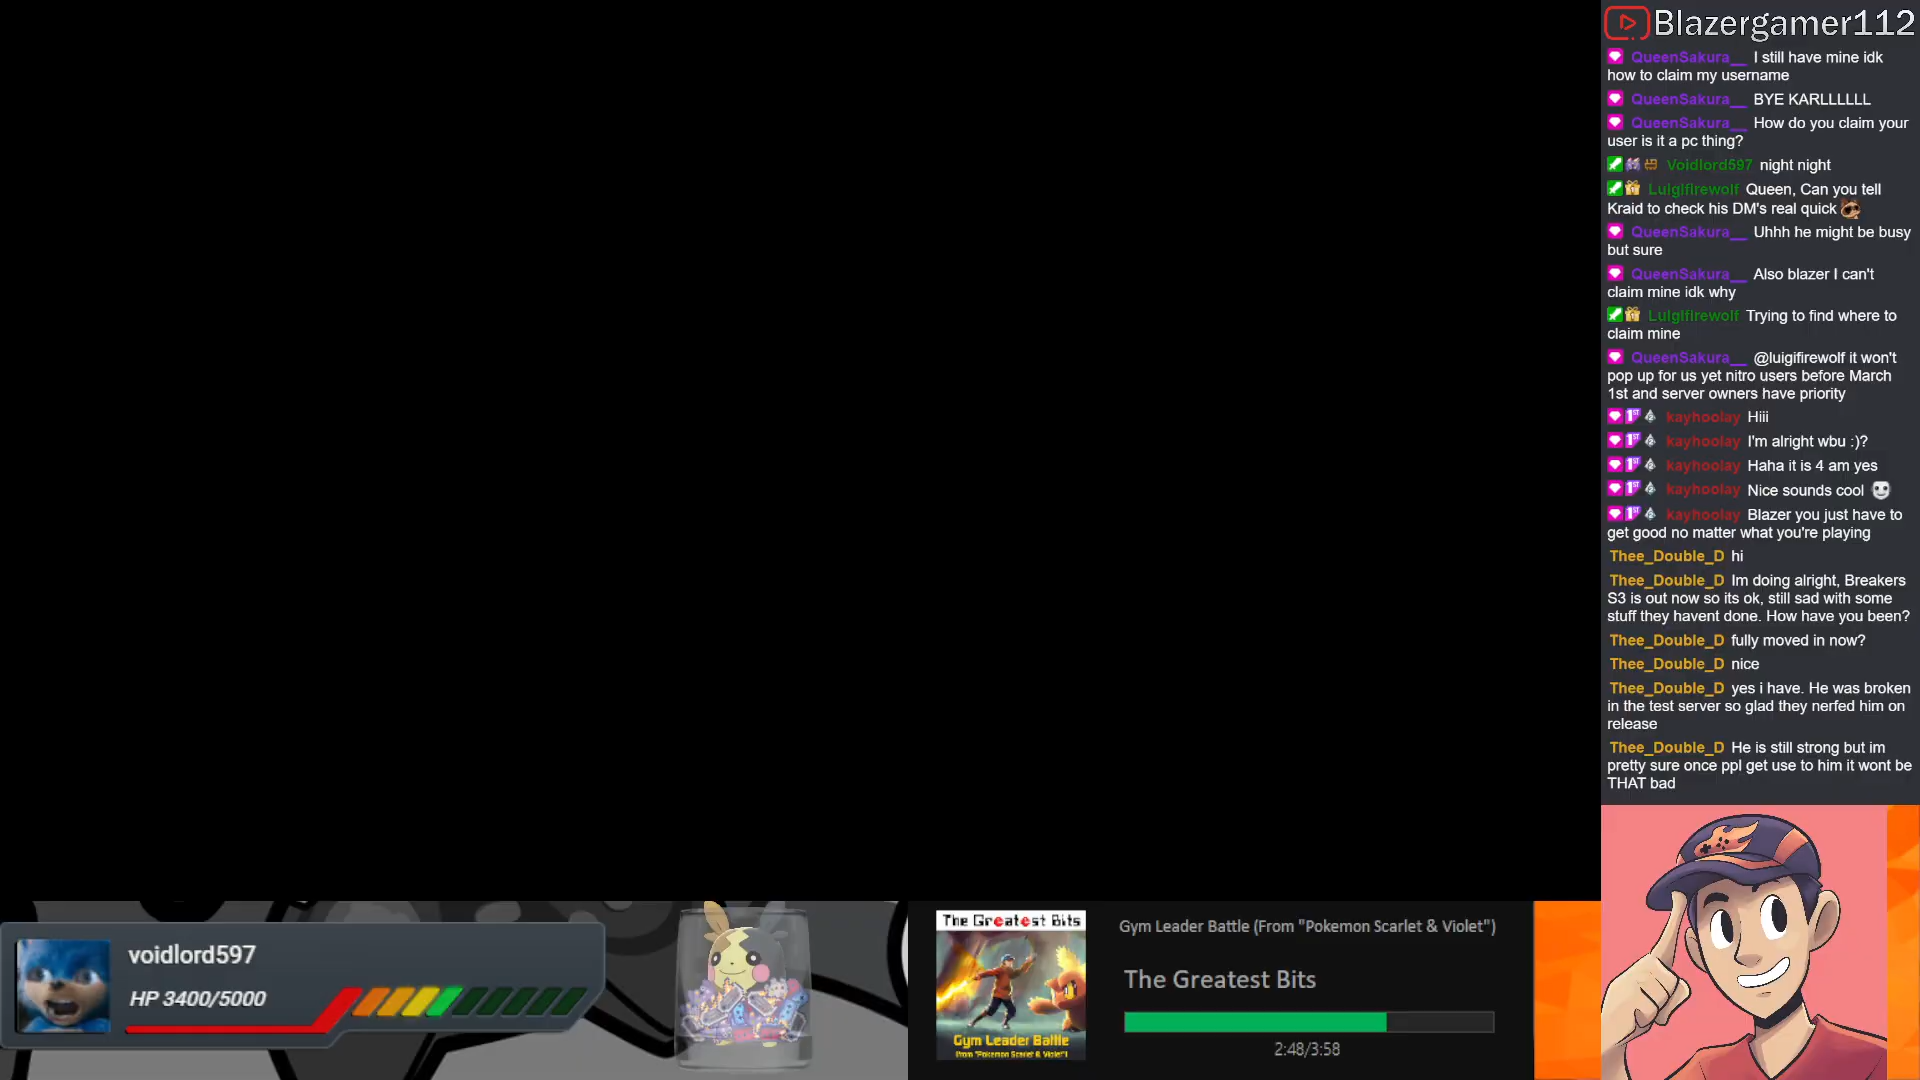 Blazergamer112
QueenSakura__ I still have mine idk
how to claim my username
QueenSakura__ BYE KARLLLLLL
QueenSakura__ How do you claim your
user is it a pc thing?
Voidlord597 night night
Luigifirewolf Queen, Can you tell
Kraid to check his DM's real quick
QueenSakura__ Uhhh he might be busy
but sure
QueenSakura__ Also blazer I can't
claim mine idk why
Luigifirewolf Trying to find where to
claim mine
QueenSakura__ @luigifirewolf it won't
pop up for us yet nitro users before March
1st and server owners have priority
1ST kayhoolay Hiii
1ST kayhoolay I'm alright wbu :)?
1ST kayhoolay Haha it is 4 am yes
1ST kayhoolay Nice sounds cool
1ST kayhoolay Blazer you just have to
get good no matter what you're playing
Thee_Double_D hi
Thee_Double_D Im doing alright, Breakers
S3 is out now so its ok, still sad with some
stuff they havent done. How have you been?
Thee_Double_D fully moved in now?
Thee_Double_D nice
Thee_Double_D yes i have. He was broken
in the test server so glad they nerfed him on
release
Thee_Double_D He is still strong but im
pretty sure once ppl get use to him it wont be
THAT bad
voidlord597
HP 3400/5000
The Greatest Bits
Gym Leader Battle
(From "Pokemon Scarlet & Violet")
Gym Leader Battle (From "Pokemon Scarlet & Violet")
The Greatest Bits
2:48/3:58